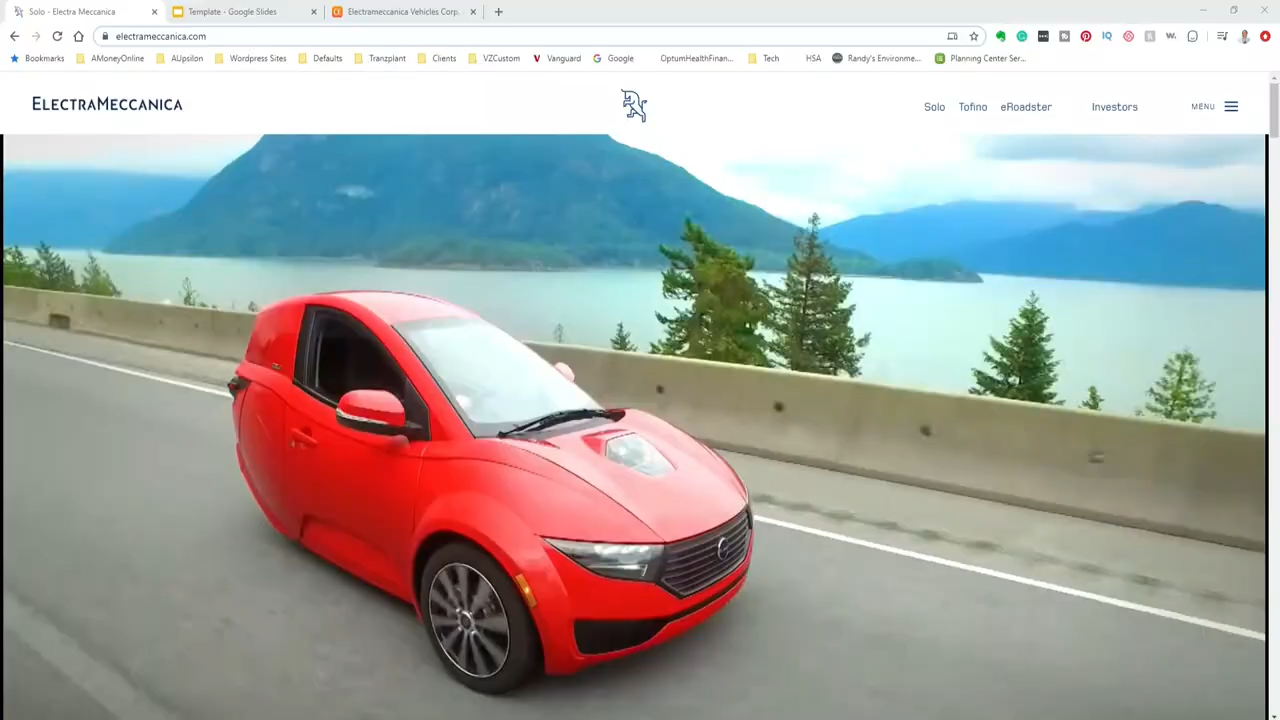 Solo - Electra Meccanica
Template - Google Slides
Electrameccanica Vehicles Corp.
electrameccanica.com
Bookmarks
AMoneyOnline
AUpsilon
Wordpress Sites
Defaults
Tranzplant
Clients
VZCustom
Vanguard
Google
OptumHealthFinan...
Tech
HSA
Randy's Environme...
Planning Center Ser...
ELECTRAMECCANICA
Solo
Tofino
eRoadster
Investors
MENU